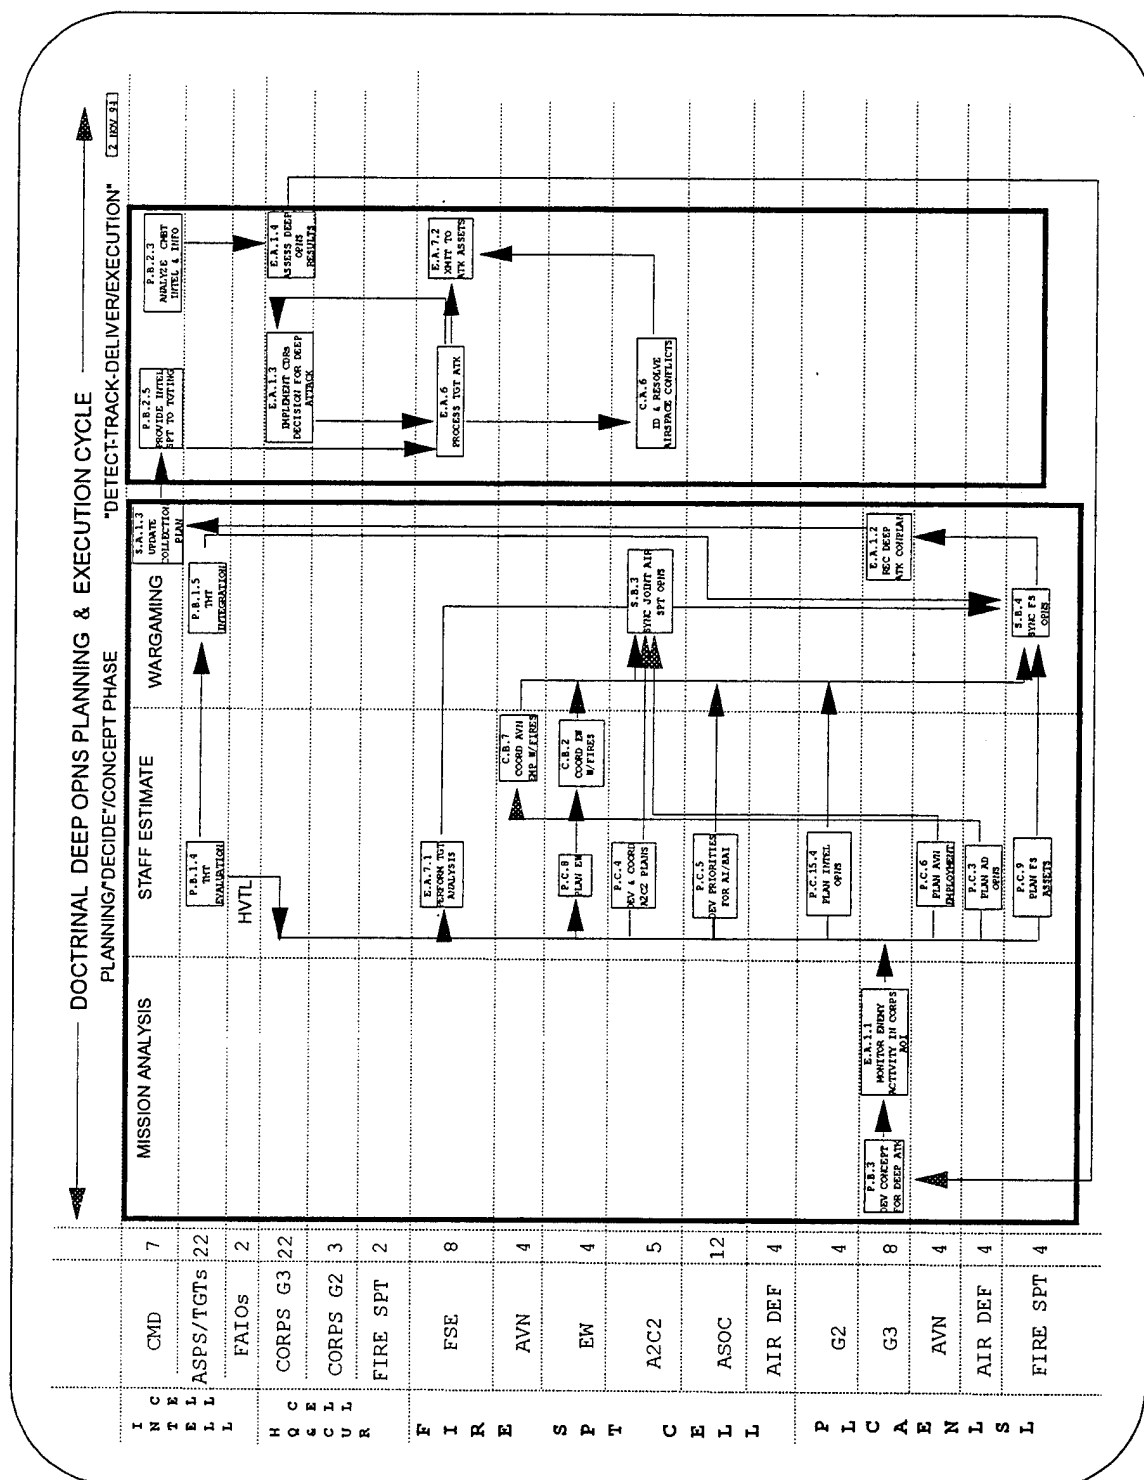 DOCTRINAL DEEP OPNS PLANNING & EXECUTION CYCLE
PLANNING/"DECIDE"/CONCEPT PHASE
"DETECT-TRACK-DELIVER/EXECUTION"
2 NOV 94
MISSION ANALYSIS
STAFF ESTIMATE
WARGAMING
INTELL
CELL
CMD 7
ASPS/TGTs 22
FAIOs 2
HQ&CUR
CELL
CORPS G3 22
CORPS G2 3
FIRE SPT 2
FIRE SPT CELL
FSE 8
AVN 4
EW 4
A2C2 5
ASOC 12
AIR DEF 4
PLANS
CELL
G2 4
G3 8
AVN 4
AIR DEF 4
FIRE SPT 4
S.A.1.3
UPDATE
COLLECTION
PLAN
P.B.2.5
PROVIDE INTEL
SPT TO TGTING
P.B.2.3
ANALYZE CMBT
INTEL & INFO
P.B.1.4
THT
EVALUATION
P.B.1.5
THT
INTEGRATION
HVTL
E.A.1.3
IMPLEMENT CDRs
DECISION FOR DEEP
ATTACK
E.A.1.4
ASSESS DEEP
OPNS
RESULTS
E.A.7.1
PERFORM TGT
ANALYSIS
E.A.6
PROCESS TGT ATK
E.A.7.2
XMIT TO
ATK ASSETS
C.B.7
COORD AVN
EMP W/FIRES
P.C.8
PLAN EW
C.B.2
COORD EW
W/FIRES
P.C.4
DEV & COORD
A2C2 PLANS
S.B.3
SYNC JOINT AIR
SPT OPNS
C.A.6
ID & RESOLVE
AIRSPACE CONFLICTS
P.C.5
DEV PRIORITIES
FOR AI/BAI
P.C.15.4
PLAN INTEL
OPNS
P.B.3
DEV CONCEPT
FOR DEEP ATK
E.A.1.1
MONITOR ENEMY
ACTIVITY IN CORPS
AOI
E.A.1.2
REC DEEP
ATK CONPLAN
P.C.6
PLAN AVN
EMPLOYMENT
P.C.3
PLAN AD
OPNS
P.C.9
PLAN FS
ASSETS
S.B.4
SYNC FS
OPNS